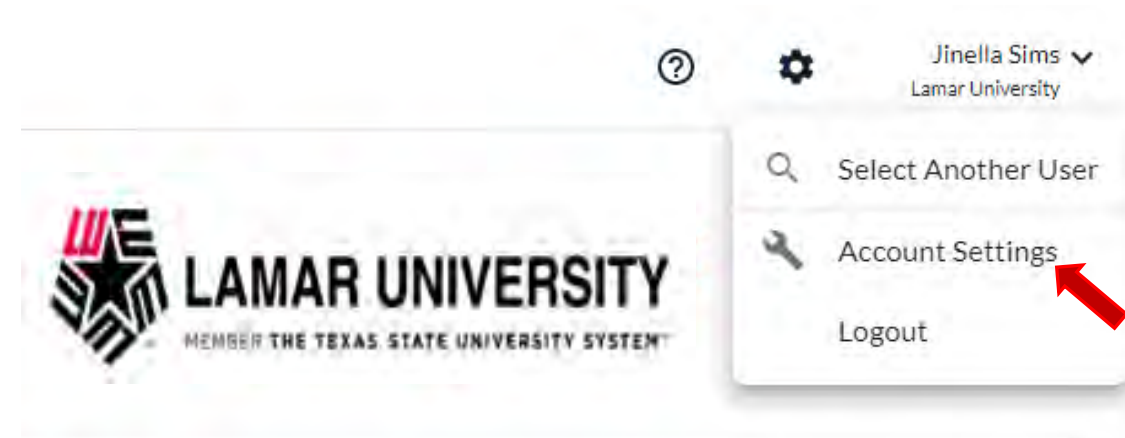 Jinella Sims
Lamar University
Select Another User
Account Settings
Logout
LAMAR UNIVERSITY
MEMBER THE TEXAS STATE UNIVERSITY SYSTEM